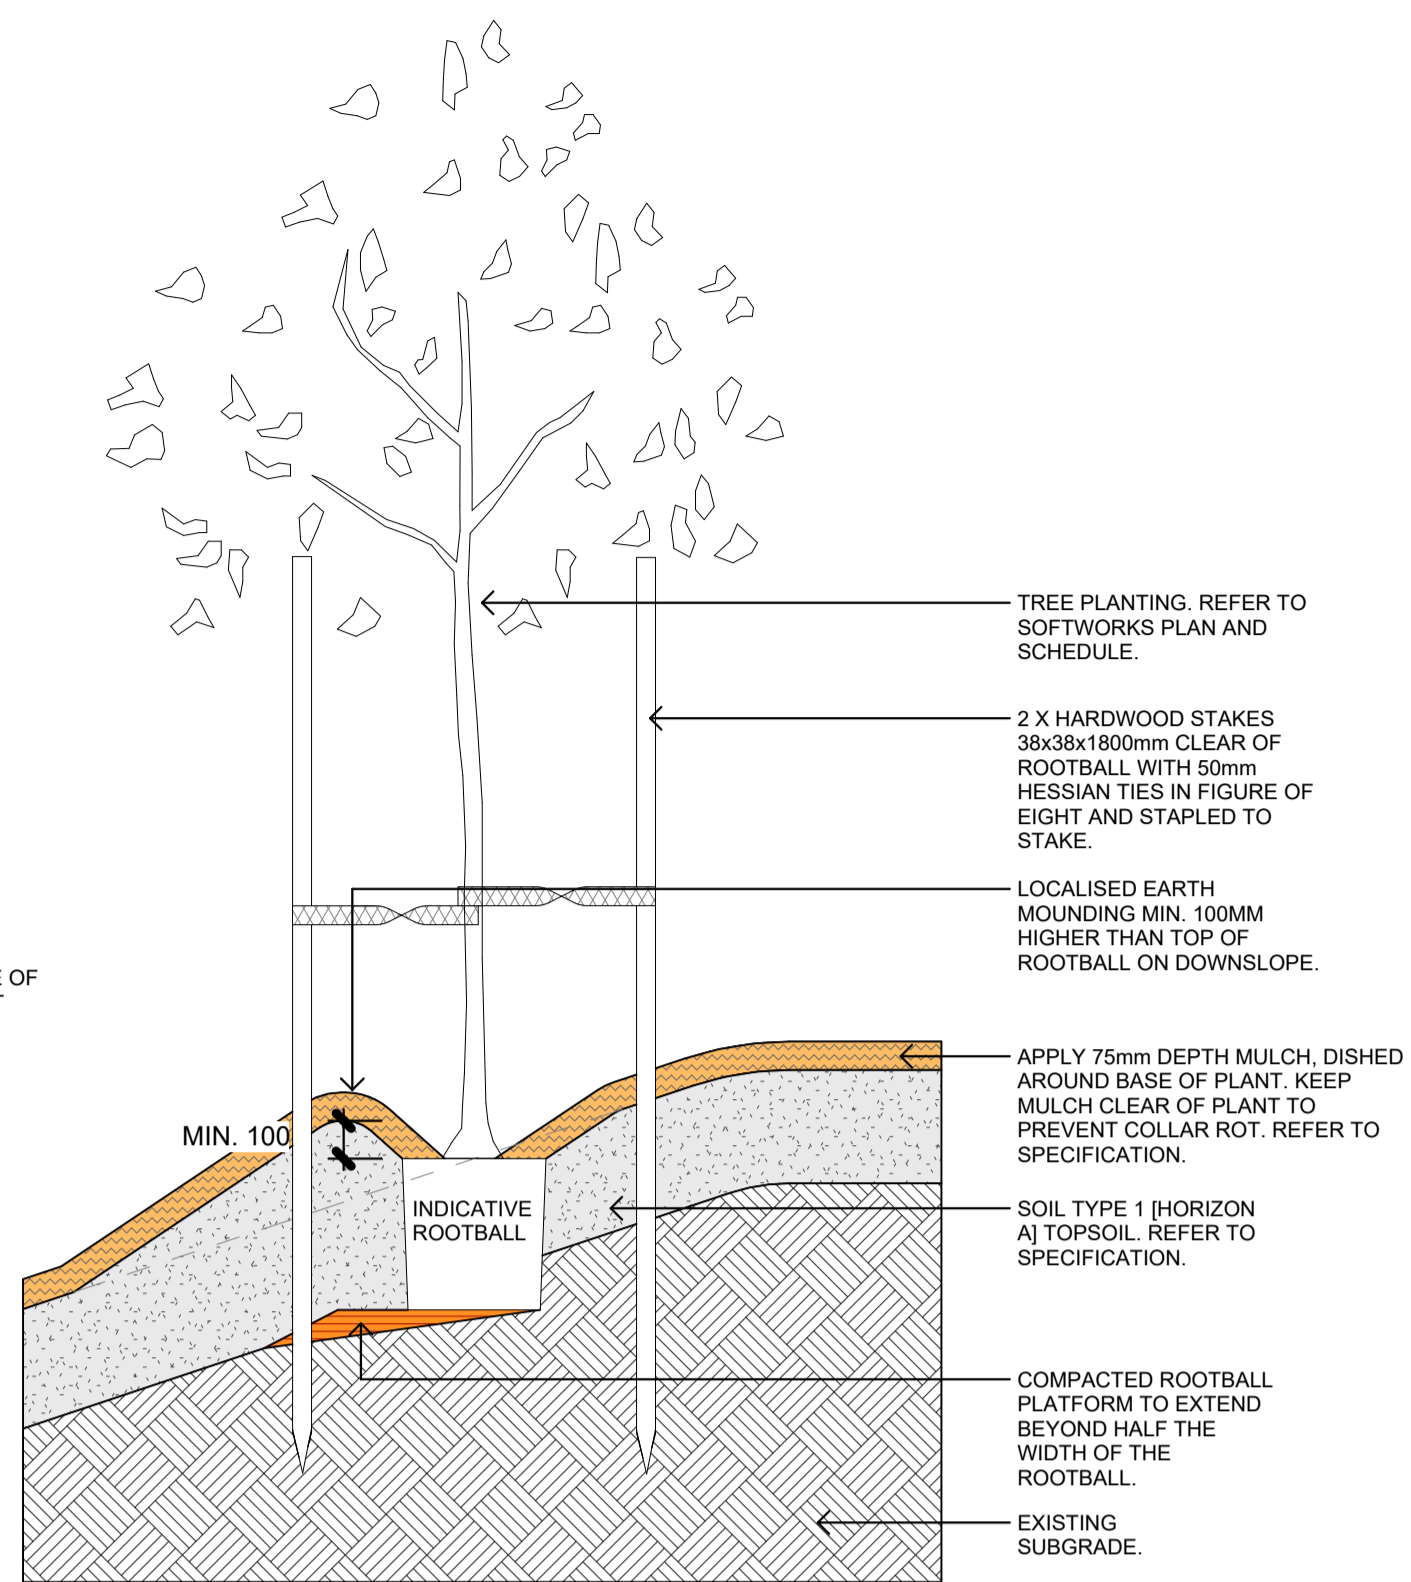 TREE PLANTING. REFER TO
SOFTWORKS PLAN AND
SCHEDULE.
2 X HARDWOOD STAKES
38x38x1800mm CLEAR OF
ROOTBALL WITH 50mm
HESSIAN TIES IN FIGURE OF
EIGHT AND STAPLED TO
STAKE.
LOCALISED EARTH
MOUNDING MIN. 100MM
HIGHER THAN TOP OF
ROOTBALL ON DOWNSLOPE.
OF
APPLY 75mm DEPTH MULCH, DISHED
AROUND BASE OF PLANT. KEEP
MULCH CLEAR OF PLANT TO
PREVENT COLLAR ROT. REFER TO
SPECIFICATION.
MIN. 100
INDICATIVE
ROOTBALL
SOIL TYPE 1 [HORIZON
A] TOPSOIL. REFER TO
SPECIFICATION.
COMPACTED ROOTBALL
PLATFORM TO EXTEND
BEYOND HALF THE
WIDTH OF THE
ROOTBALL.
EXISTING
SUBGRADE.